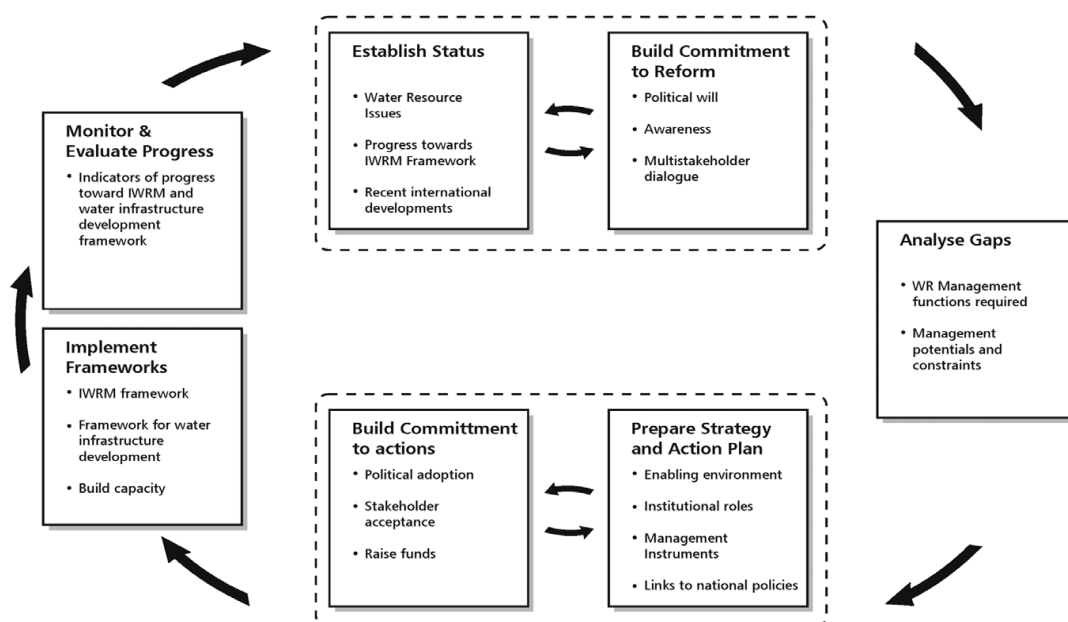 Establish Status
• Water Resource
Issues
• Progress towards
IWRM Framework
• Recent international
developments
Build Commitment
to Reform
• Political will
• Awareness
• Multistakeholder
dialogue
Analyse Gaps
• WR Management
functions required
• Management
potentials and
constraints
Prepare Strategy
and Action Plan
• Enabling environment
• Institutional roles
• Management
Instruments
• Links to national policies
Build Committment
to actions
• Political adoption
• Stakeholder
acceptance
• Raise funds
Implement
Frameworks
• IWRM framework
• Framework for water
infrastructure
development
• Build capacity
Monitor &
Evaluate Progress
• Indicators of progress
toward IWRM and
water infrastructure
development
framework